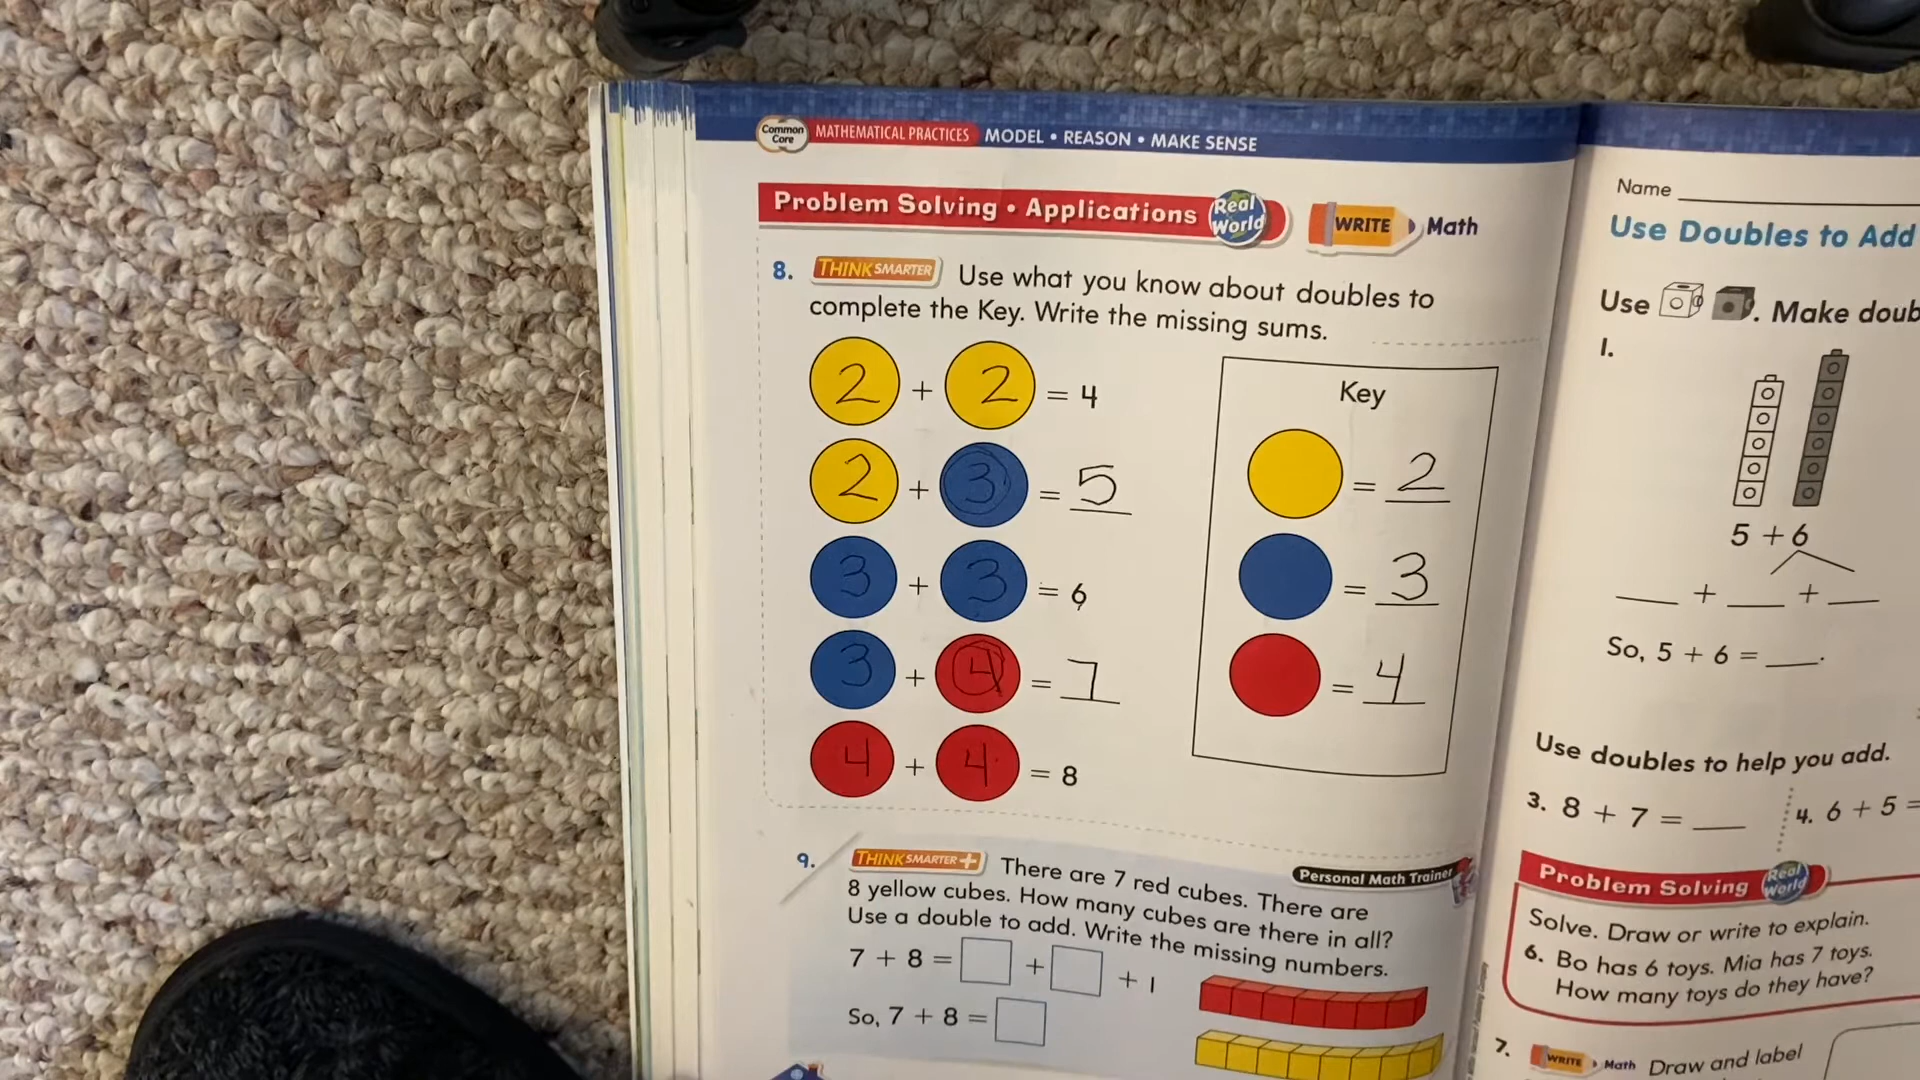 Common Core MATHEMATICAL PRACTICES MODEL • REASON • MAKE SENSE
Problem Solving • Applications Real World WRITE Math
8. THINK SMARTER Use what you know about doubles to
complete the Key. Write the missing sums.
2 + 2 = 4
2 + 3 = 5
3 + 3 = 6
3 + 4 = 7
4 + 4 = 8
Key
= 2
= 3
= 4
9. THINK SMARTER + There are 7 red cubes. There are
Personal Math Trainer
8 yellow cubes. How many cubes are there in all?
Use a double to add. Write the missing numbers.
7 + 8 = + + 1
So, 7 + 8 =
Name
Use Doubles to Add
Use . Make doub
1.
5 + 6
+ +
So, 5 + 6 = .
Use doubles to help you add.
3. 8 + 7 =
4. 6 + 5 =
Problem Solving Real World
Solve. Draw or write to explain.
6. Bo has 6 toys. Mia has 7 toys.
How many toys do they have?
7. WRITE Math Draw and label